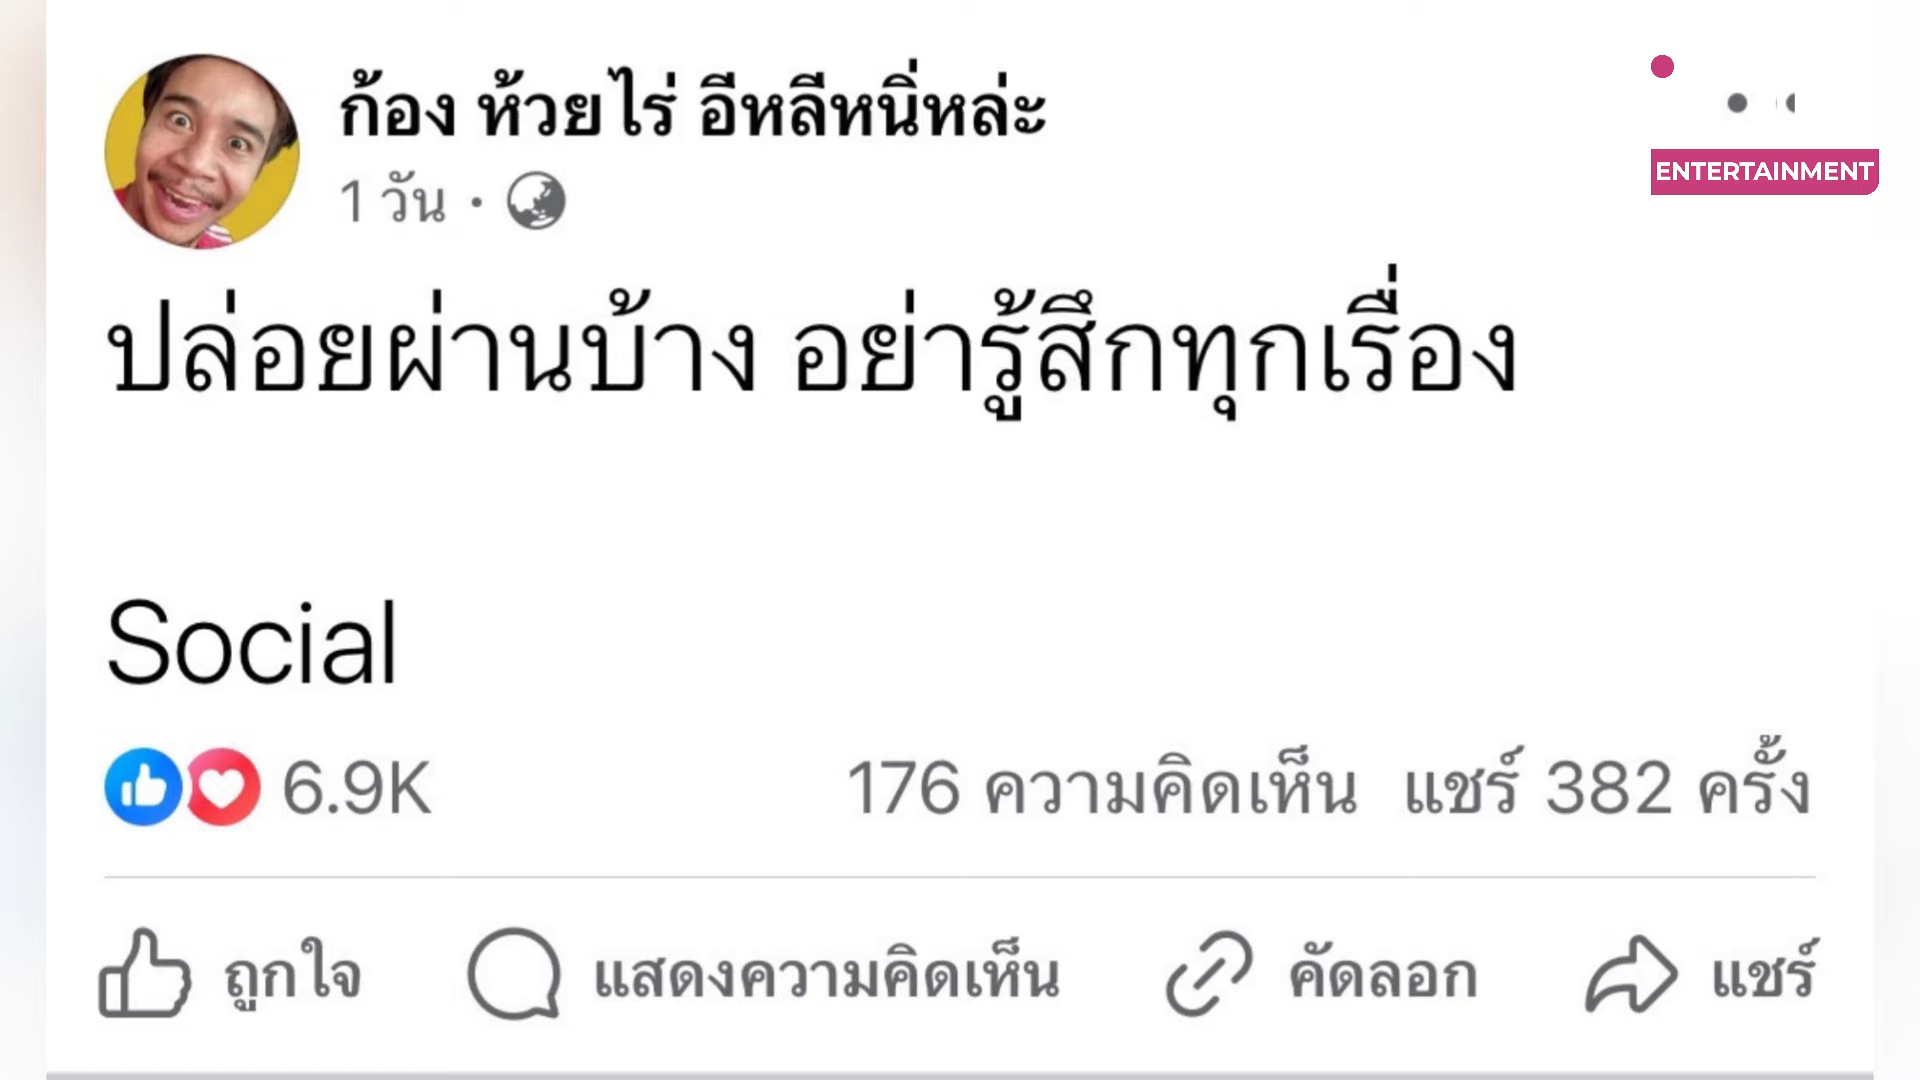 ก้อง ห้วยไร่ อีหลีหนิ่หล่ะ
1 วัน ·
ENTERTAINMENT
ปล่อยผ่านบ้าง อย่ารู้สึกทุกเรื่อง
Social
6.9K 176 ความคิดเห็น แชร์ 382 ครั้ง
ถูกใจ แสดงความคิดเห็น คัดลอก แชร์